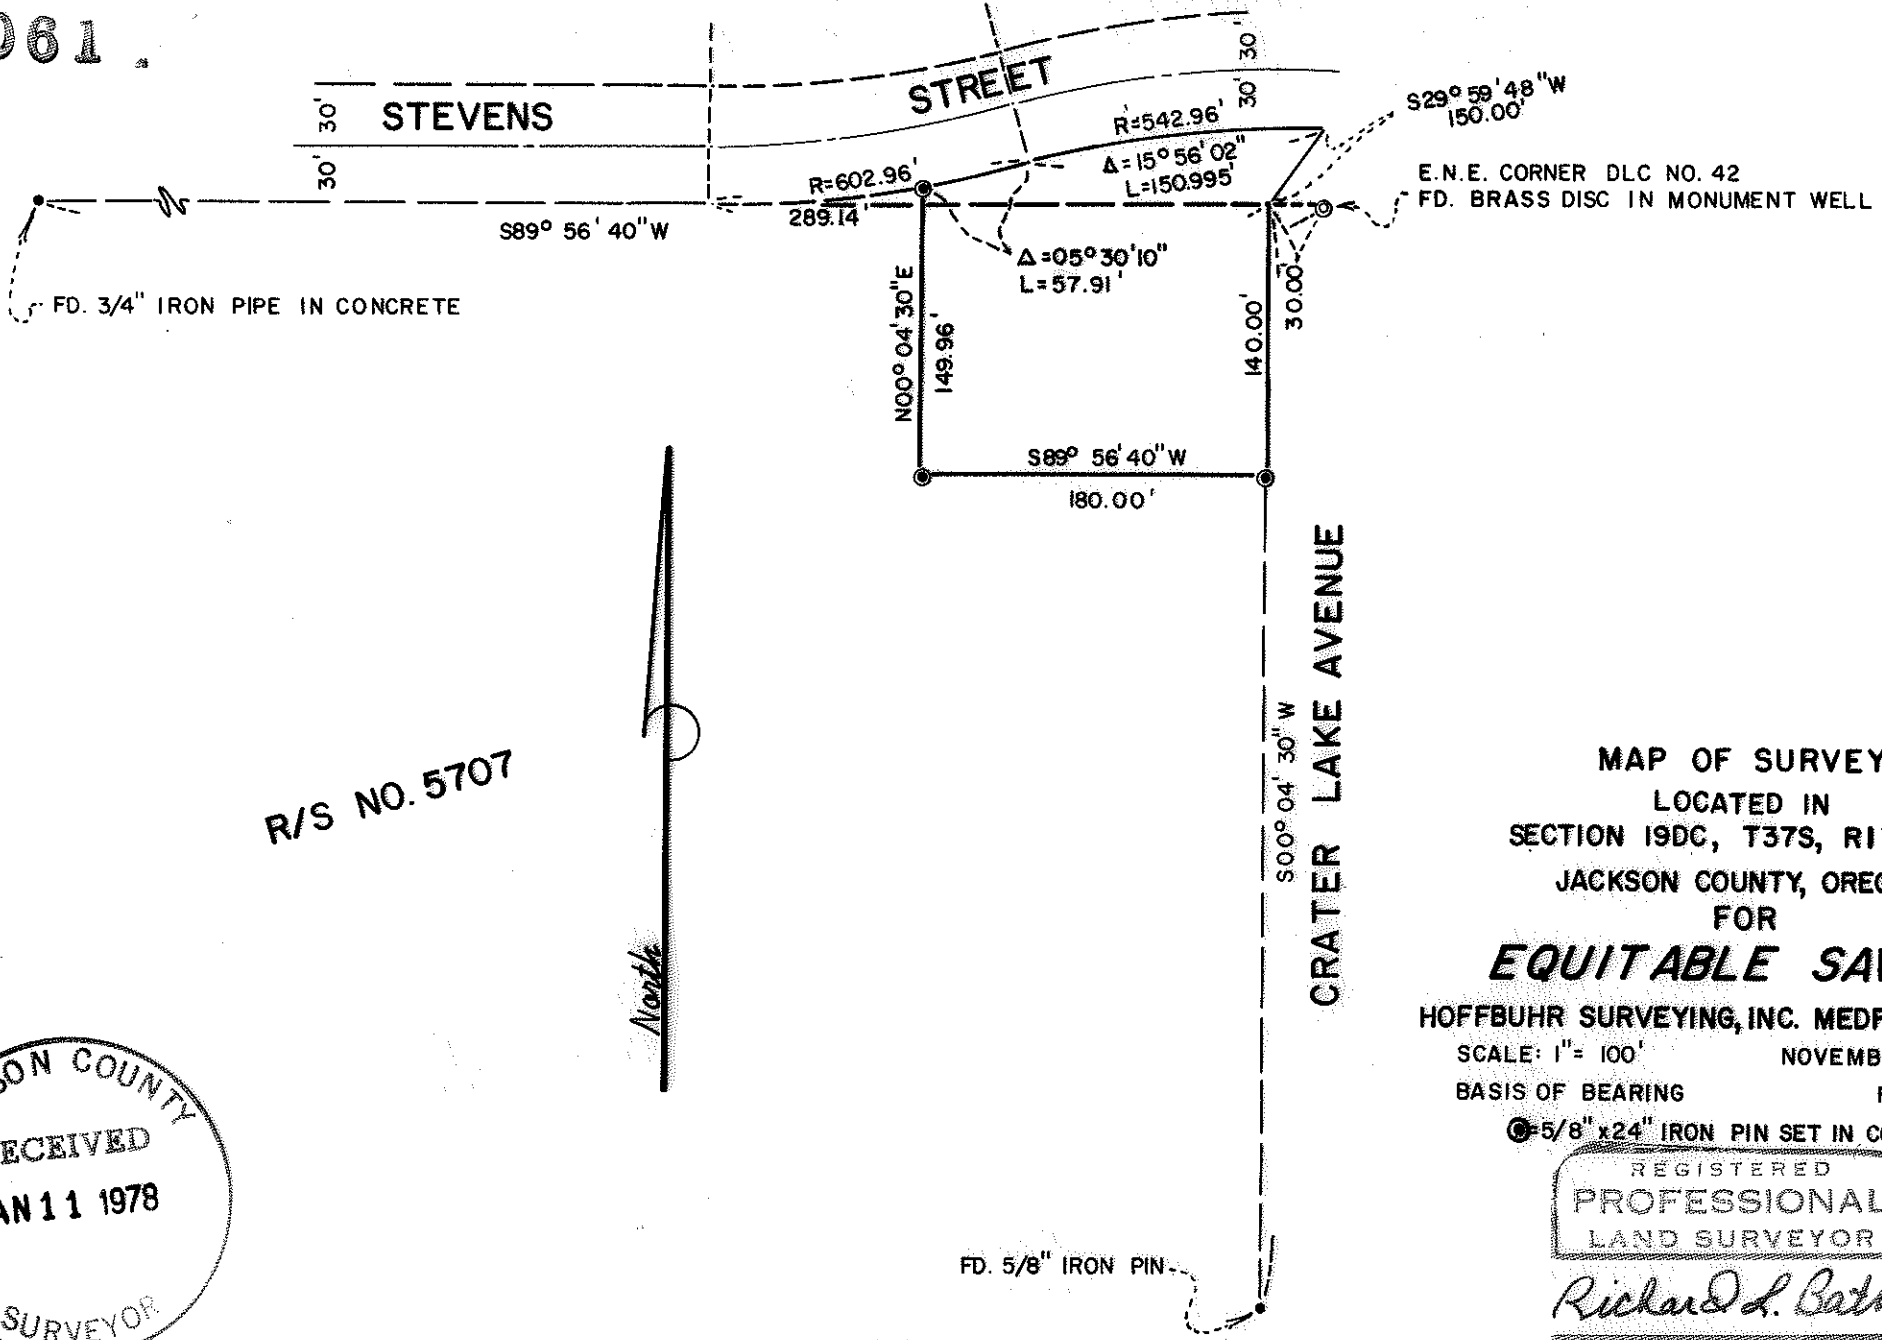 061.
STEVENS STREET
30'
30'
30'
30'
R=542.96'
Δ=15° 56' 02"
L=150.995'
S29° 59' 48"W
150.00'
E.N.E. CORNER DLC NO. 42
FD. BRASS DISC IN MONUMENT WELL
R=602.96'
289.14'
S89° 56' 40"W
Δ=05° 30' 10"
L=57.91'
FD. 3/4" IRON PIPE IN CONCRETE
N00° 04' 30"E
149.96'
140.00'
30.00'
S89° 56' 40"W
180.00'
CRATER LAKE AVENUE
S00° 04' 30" W
R/S NO. 5707
North
MAP OF SURVEY
LOCATED IN
SECTION 19DC, T37S, R1
JACKSON COUNTY, OREG
FOR
EQUITABLE SAV
HOFFBUHR SURVEYING, INC. MEDF
SCALE: 1"= 100' NOVEMB
BASIS OF BEARING
=5/8"x24" IRON PIN SET IN CO
REGISTERED
PROFESSIONAL
LAND SURVEYOR
Richard L. Bath
SON COUNTY
ECEIVED
AN 11 1978
SURVEYOR
FD. 5/8" IRON PIN